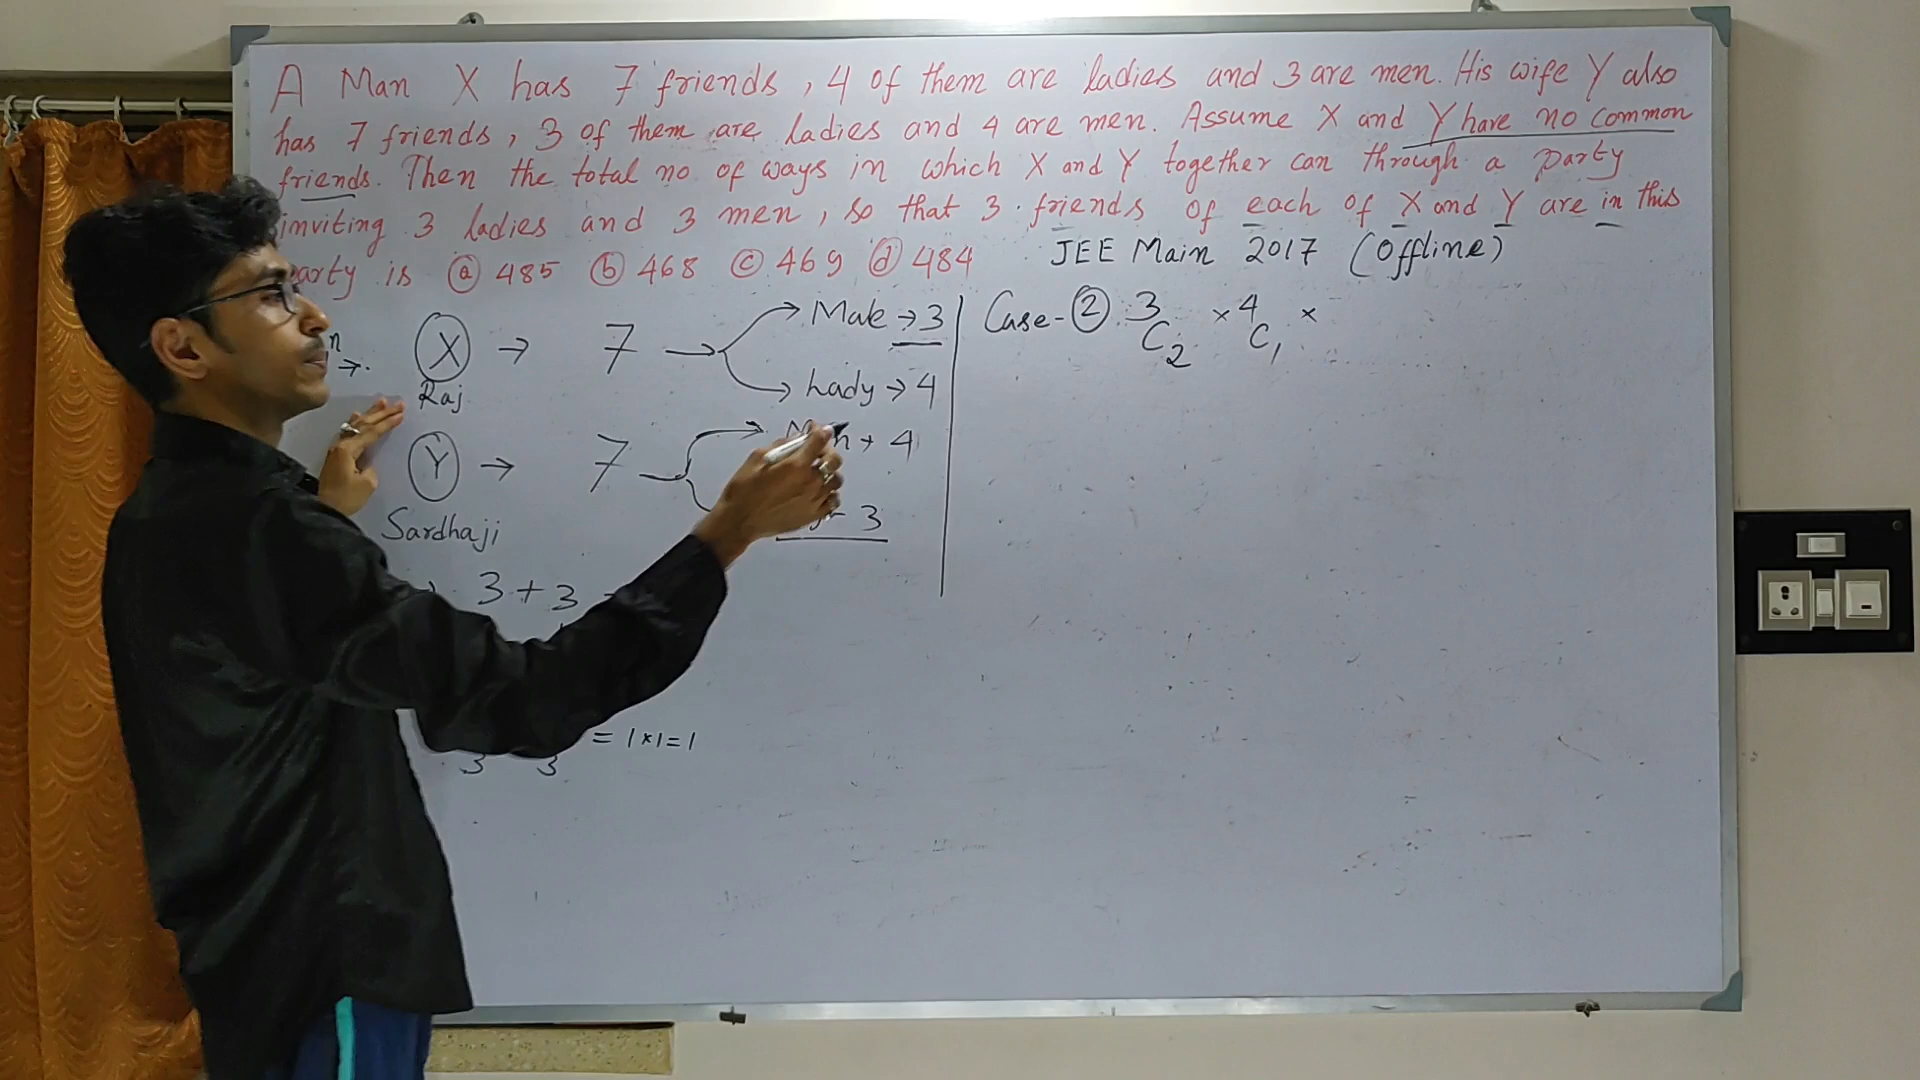 A Man X has 7 friends, 4 of them are ladies and 3 are men. His wife Y also
has 7 friends, 3 of them are ladies and 4 are men. Assume X and Y have no common
friends. Then the total no of ways in which X and Y together can through a party
inviting 3 ladies and 3 men, so that 3 friends of each of X and Y are in this
party is (a) 485 (b) 468 (c) 469 (d) 484 JEE Main 2017 (Offline)
X → 7 → Male → 3
Raj
Lady → 4
Y → 7 → 4
Sardhaji
3
3 + 3
3 3 = 1×1=1
Case-(2) 3C2 × 4C1 ×